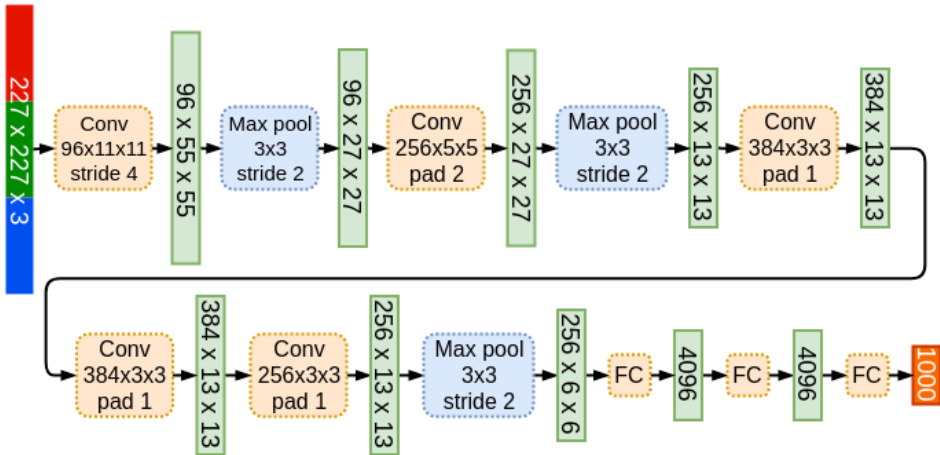 227 x 227 x 3
Conv
96x11x11
stride 4
96 x 55 x 55
Max pool
3x3
stride 2
96 x 27 x 27
Conv
256x5x5
pad 2
256 x 27 x 27
Max pool
3x3
stride 2
256 x 13 x 13
Conv
384x3x3
pad 1
384 x 13 x 13
Conv
384x3x3
pad 1
384 x 13 x 13
Conv
256x3x3
pad 1
256 x 13 x 13
Max pool
3x3
stride 2
256 x 6 x 6
FC
4096
FC
4096
FC
1000